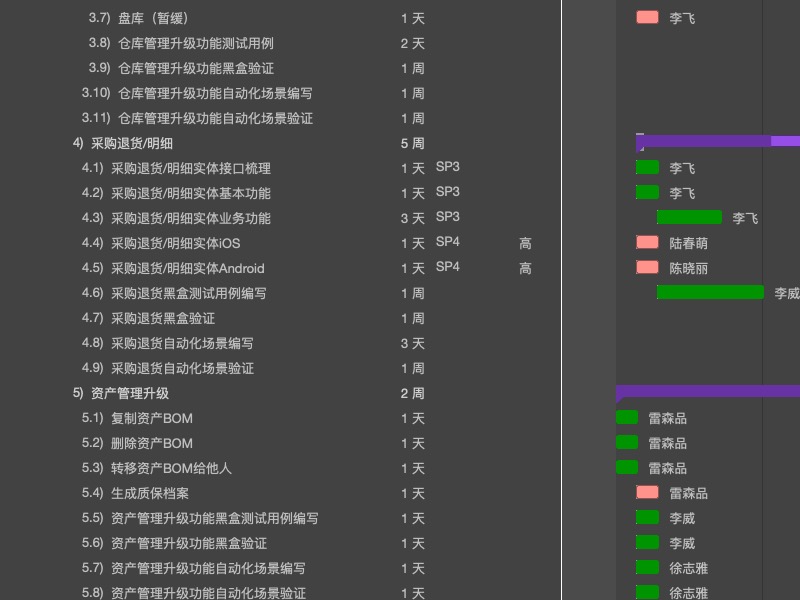 3.7) 盘库（暂缓） 1 天 李飞
3.8) 仓库管理升级功能测试用例 2 天
3.9) 仓库管理升级功能黑盒验证 1 周
3.10) 仓库管理升级功能自动化场景编写 1 周
3.11) 仓库管理升级功能自动化场景验证 1 周
4) 采购退货/明细 5 周
4.1) 采购退货/明细实体接口梳理 1 天 SP3 李飞
4.2) 采购退货/明细实体基本功能 1 天 SP3 李飞
4.3) 采购退货/明细实体业务功能 3 天 SP3 李飞
4.4) 采购退货/明细实体iOS 1 天 SP4 高 陆春萌
4.5) 采购退货/明细实体Android 1 天 SP4 高 陈晓丽
4.6) 采购退货黑盒测试用例编写 1 周 李威
4.7) 采购退货黑盒验证 1 周
4.8) 采购退货自动化场景编写 3 天
4.9) 采购退货自动化场景验证 1 周
5) 资产管理升级 2 周
5.1) 复制资产BOM 1 天 雷森品
5.2) 删除资产BOM 1 天 雷森品
5.3) 转移资产BOM给他人 1 天 雷森品
5.4) 生成质保档案 1 天 雷森品
5.5) 资产管理升级功能黑盒测试用例编写 1 天 李威
5.6) 资产管理升级功能黑盒验证 1 天 李威
5.7) 资产管理升级功能自动化场景编写 1 天 徐志雅
5.8) 资产管理升级功能自动化场景验证 1 天 徐志雅